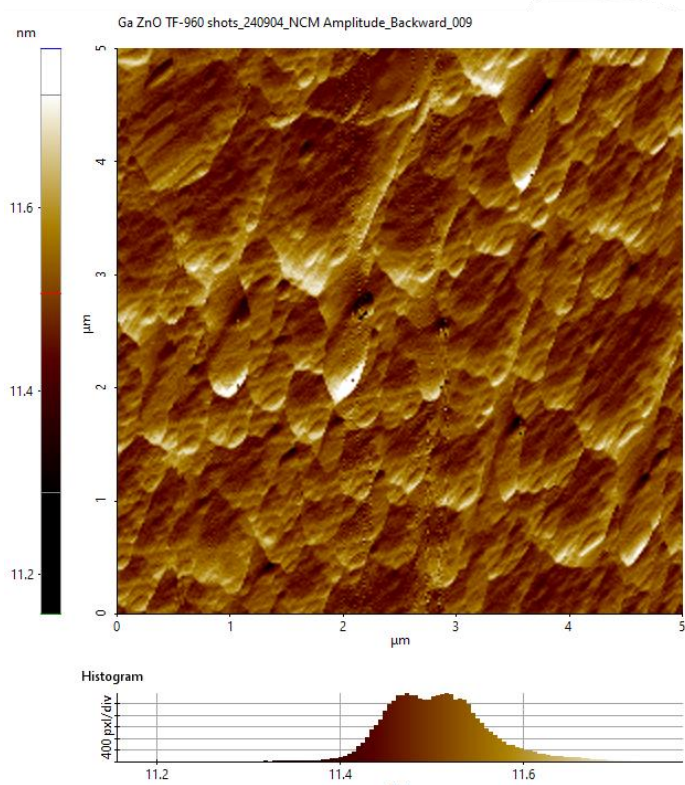 Ga ZnO TF-960 shots_240904_NCM Amplitude_Backward_009
nm
11.6
11.4
11.2
5
4
3
2
1
0
µm
0 1 2 3 4 5
µm
Histogram
400 pxl/div
11.2 11.4 11.6